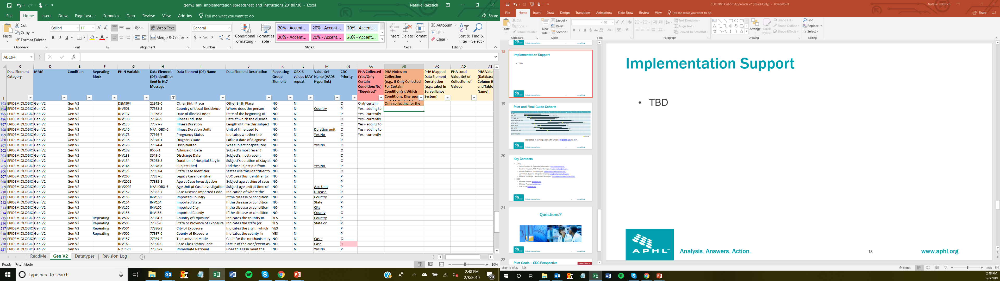 genv2_nmi_implementation_spreadsheet_and_instructions_20180730 - Excel
Natalie Raketich
File Home Insert Draw Page Layout Formulas Data Review View Add-ins Tell me what you want to do Share
Paste
Cut
Copy
Format Painter
Calibri 11
B I U
Wrap Text
Merge & Center
General
$ % ,
Conditional Formatting
Format as Table
20% - Accent... 20% - Accent... 20% - Accent...
20% - Accent... 20% - Accent... 20% - Accent...
Insert Delete Format
AutoSum
Fill
Clear
Sort & Filter
Find & Select
Clipboard Font Alignment Number Styles Cells Editing
AB194
fx
C D E F G H I J K L M N AA AB AC AD AE
1 Data Element Category
MMG
Condition
Repeating Block
PHIN Variable
Data Element (DE) Identifier Sent in HL7 Message
Data Element (DE) Name
Data Element Description
Repeating Group Element
OBX-5 values MAY repeat
Value Set Name (VADS Hyperlink)
CDC Priority
PHA Collected (Yes/Only Certain Condition/No) *Required*
PHA Notes on Collection (e.g., If Only Collected For Certain Condition(s), Which Conditions, Discrepa
PHA Mapped Data Element Description (e.g., Label in Surveillance System)
PHA Local Value Set or Collection of Values
PHA Valu (Database Column H and Table Name)
193 EPIDEMIOLOGIC Gen V2 Gen V2 DEM304 21842-0 Other Birth Place Other Birth Place NO N O Only certain Only collecting for the
194 EPIDEMIOLOGIC Gen V2 Gen V2 INV501 77983-5 Country of Usual Residence Where does the person NO N Country P Yes - adding to
195 EPIDEMIOLOGIC Gen V2 Gen V2 INV137 11368-8 Date of Illness Onset Date of the beginning of NO N P Yes - currently
196 EPIDEMIOLOGIC Gen V2 Gen V2 INV138 77976-9 Illness End Date Date at which the disease NO N O Yes - currently
197 EPIDEMIOLOGIC Gen V2 Gen V2 INV139 77977-7 Illness Duration Length of time this subject NO N O Yes - adding to
198 EPIDEMIOLOGIC Gen V2 Gen V2 INV140 N/A: OBX-6 Illness Duration Units Unit of time used to NO N Duration unit O Yes - adding to
199 EPIDEMIOLOGIC Gen V2 Gen V2 INV178 77996-7 Pregnancy Status Indicates whether the NO N Yes No O Yes - currently
200 EPIDEMIOLOGIC Gen V2 Gen V2 INV136 77975-1 Diagnosis Date Earliest date of diagnosis NO N P
201 EPIDEMIOLOGIC Gen V2 Gen V2 INV128 77974-4 Hospitalized Was subject hospitalized NO N Yes No O
202 EPIDEMIOLOGIC Gen V2 Gen V2 INV132 8656-1 Admission Date Subject's most recent NO N O
203 EPIDEMIOLOGIC Gen V2 Gen V2 INV133 8649-6 Discharge Date Subject's most recent NO N O
204 EPIDEMIOLOGIC Gen V2 Gen V2 INV134 78033-8 Duration of Hospital Stay in Subject's duration of stay at NO N O
205 EPIDEMIOLOGIC Gen V2 Gen V2 INV145 77978-5 Subject Died Did the subject die from NO N Yes No P
206 EPIDEMIOLOGIC Gen V2 Gen V2 INV173 77993-4 State Case Identifier States use this identifier to NO N O
207 EPIDEMIOLOGIC Gen V2 Gen V2 INV200 77997-5 Legacy Case Identifier CDC uses this identifier to NO N P
208 EPIDEMIOLOGIC Gen V2 Gen V2 INV2001 77998-3 Age at Case Investigation Subject age at time of case NO N P
209 EPIDEMIOLOGIC Gen V2 Gen V2 INV2002 N/A: OBX-6 Age Unit at Case Investigation Subject age unit at time of NO N Age Unit P
210 EPIDEMIOLOGIC Gen V2 Gen V2 INV152 77982-7 Case Disease Imported Code Indication of where the NO N Disease P
211 EPIDEMIOLOGIC Gen V2 Gen V2 INV153 INV153 Imported Country If the disease or condition NO N Country P
212 EPIDEMIOLOGIC Gen V2 Gen V2 INV154 INV154 Imported State If the disease or condition NO N State P
213 EPIDEMIOLOGIC Gen V2 Gen V2 INV155 INV155 Imported City If the disease or condition NO N City P
214 EPIDEMIOLOGIC Gen V2 Gen V2 INV156 INV156 Imported County If the disease or condition NO N County O
215 EPIDEMIOLOGIC Gen V2 Gen V2 Repeating INV502 77984-3 Country of Exposure Indicates the country in YES N Country P
216 EPIDEMIOLOGIC Gen V2 Gen V2 Repeating INV503 77985-0 State or Province of Exposure Indicates the state (or YES N State or P
217 EPIDEMIOLOGIC Gen V2 Gen V2 Repeating INV504 77986-8 City of Exposure Indicates the city in which YES N P
218 EPIDEMIOLOGIC Gen V2 Gen V2 Repeating INV505 77987-6 County of Exposure Indicates the county in YES N P
219 EPIDEMIOLOGIC Gen V2 Gen V2 INV157 77989-2 Transmission Mode Code for the mechanism by NO N Case O
220 EPIDEMIOLOGIC Gen V2 Gen V2 INV163 77990-0 Case Class Status Code Status of the case/event as NO N Case R
221 EPIDEMIOLOGIC Gen V2 Gen V2 NOT120 77965-2 Immediate National Does this case meet the NO N Yes No P
ReadMe Gen V2 Datatypes Revision Log
Ready Filter Mode
80%
Type here to search
2:48 PM
2/8/2019
20
CDC NMI Cohort Approach v2 [Read-Only] - PowerPoint
Natalie Raketich
File Home Insert Draw Design Transitions Animations Slide Show Review View Tell me what you want to do Share
Paste
Cut
Copy
Format Painter
New Slide
Layout
Reset
Section
40
Text Direction
Align Text
Convert to SmartArt
Arrange
Quick Styles
Shape Fill
Shape Outline
Shape Effects
Find
Replace
Select
Clipboard Slides Font Paragraph Drawing Editing
18
Implementation Support
• TBD
19
Pilot and Final Guide Cohorts
Interested in joining a cohort? Email edx@cdc.gov to join.
20
Key Contacts
• APHL
• CDC
21
Questions?
22
Pilot Goals – CDC Perspective
Implementation Support
• TBD
APHL™
Analysis. Answers. Action.
18
www.aphl.org
Slide 18 of 22
Notes
116%
2:48 PM
2/8/2019